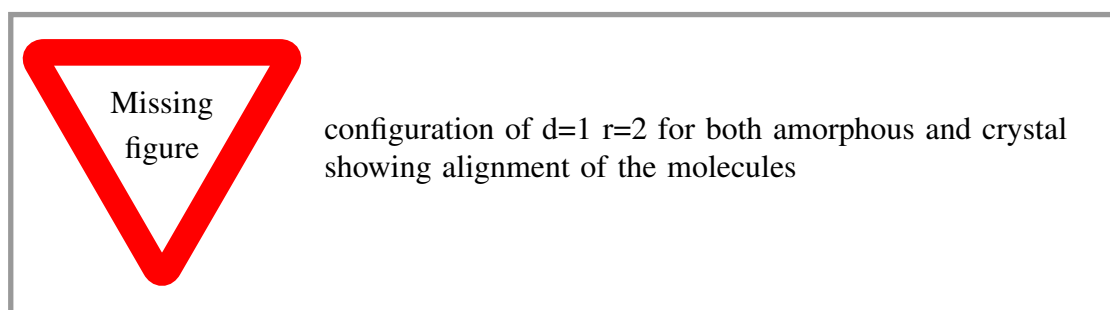 Missing
figure
configuration of d=1 r=2 for both amorphous and crystal
showing alignment of the molecules